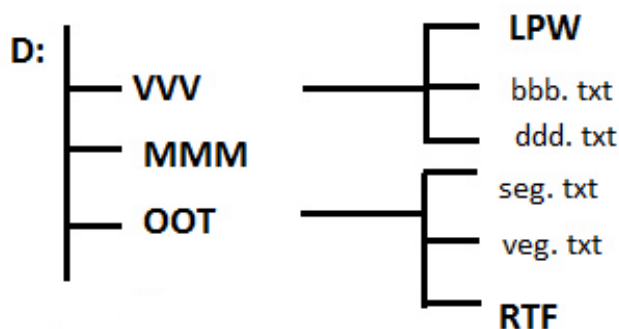 D:
VVV
MMM
OOT
LPW
bbb. txt
ddd. txt
seg. txt
veg. txt
RTF